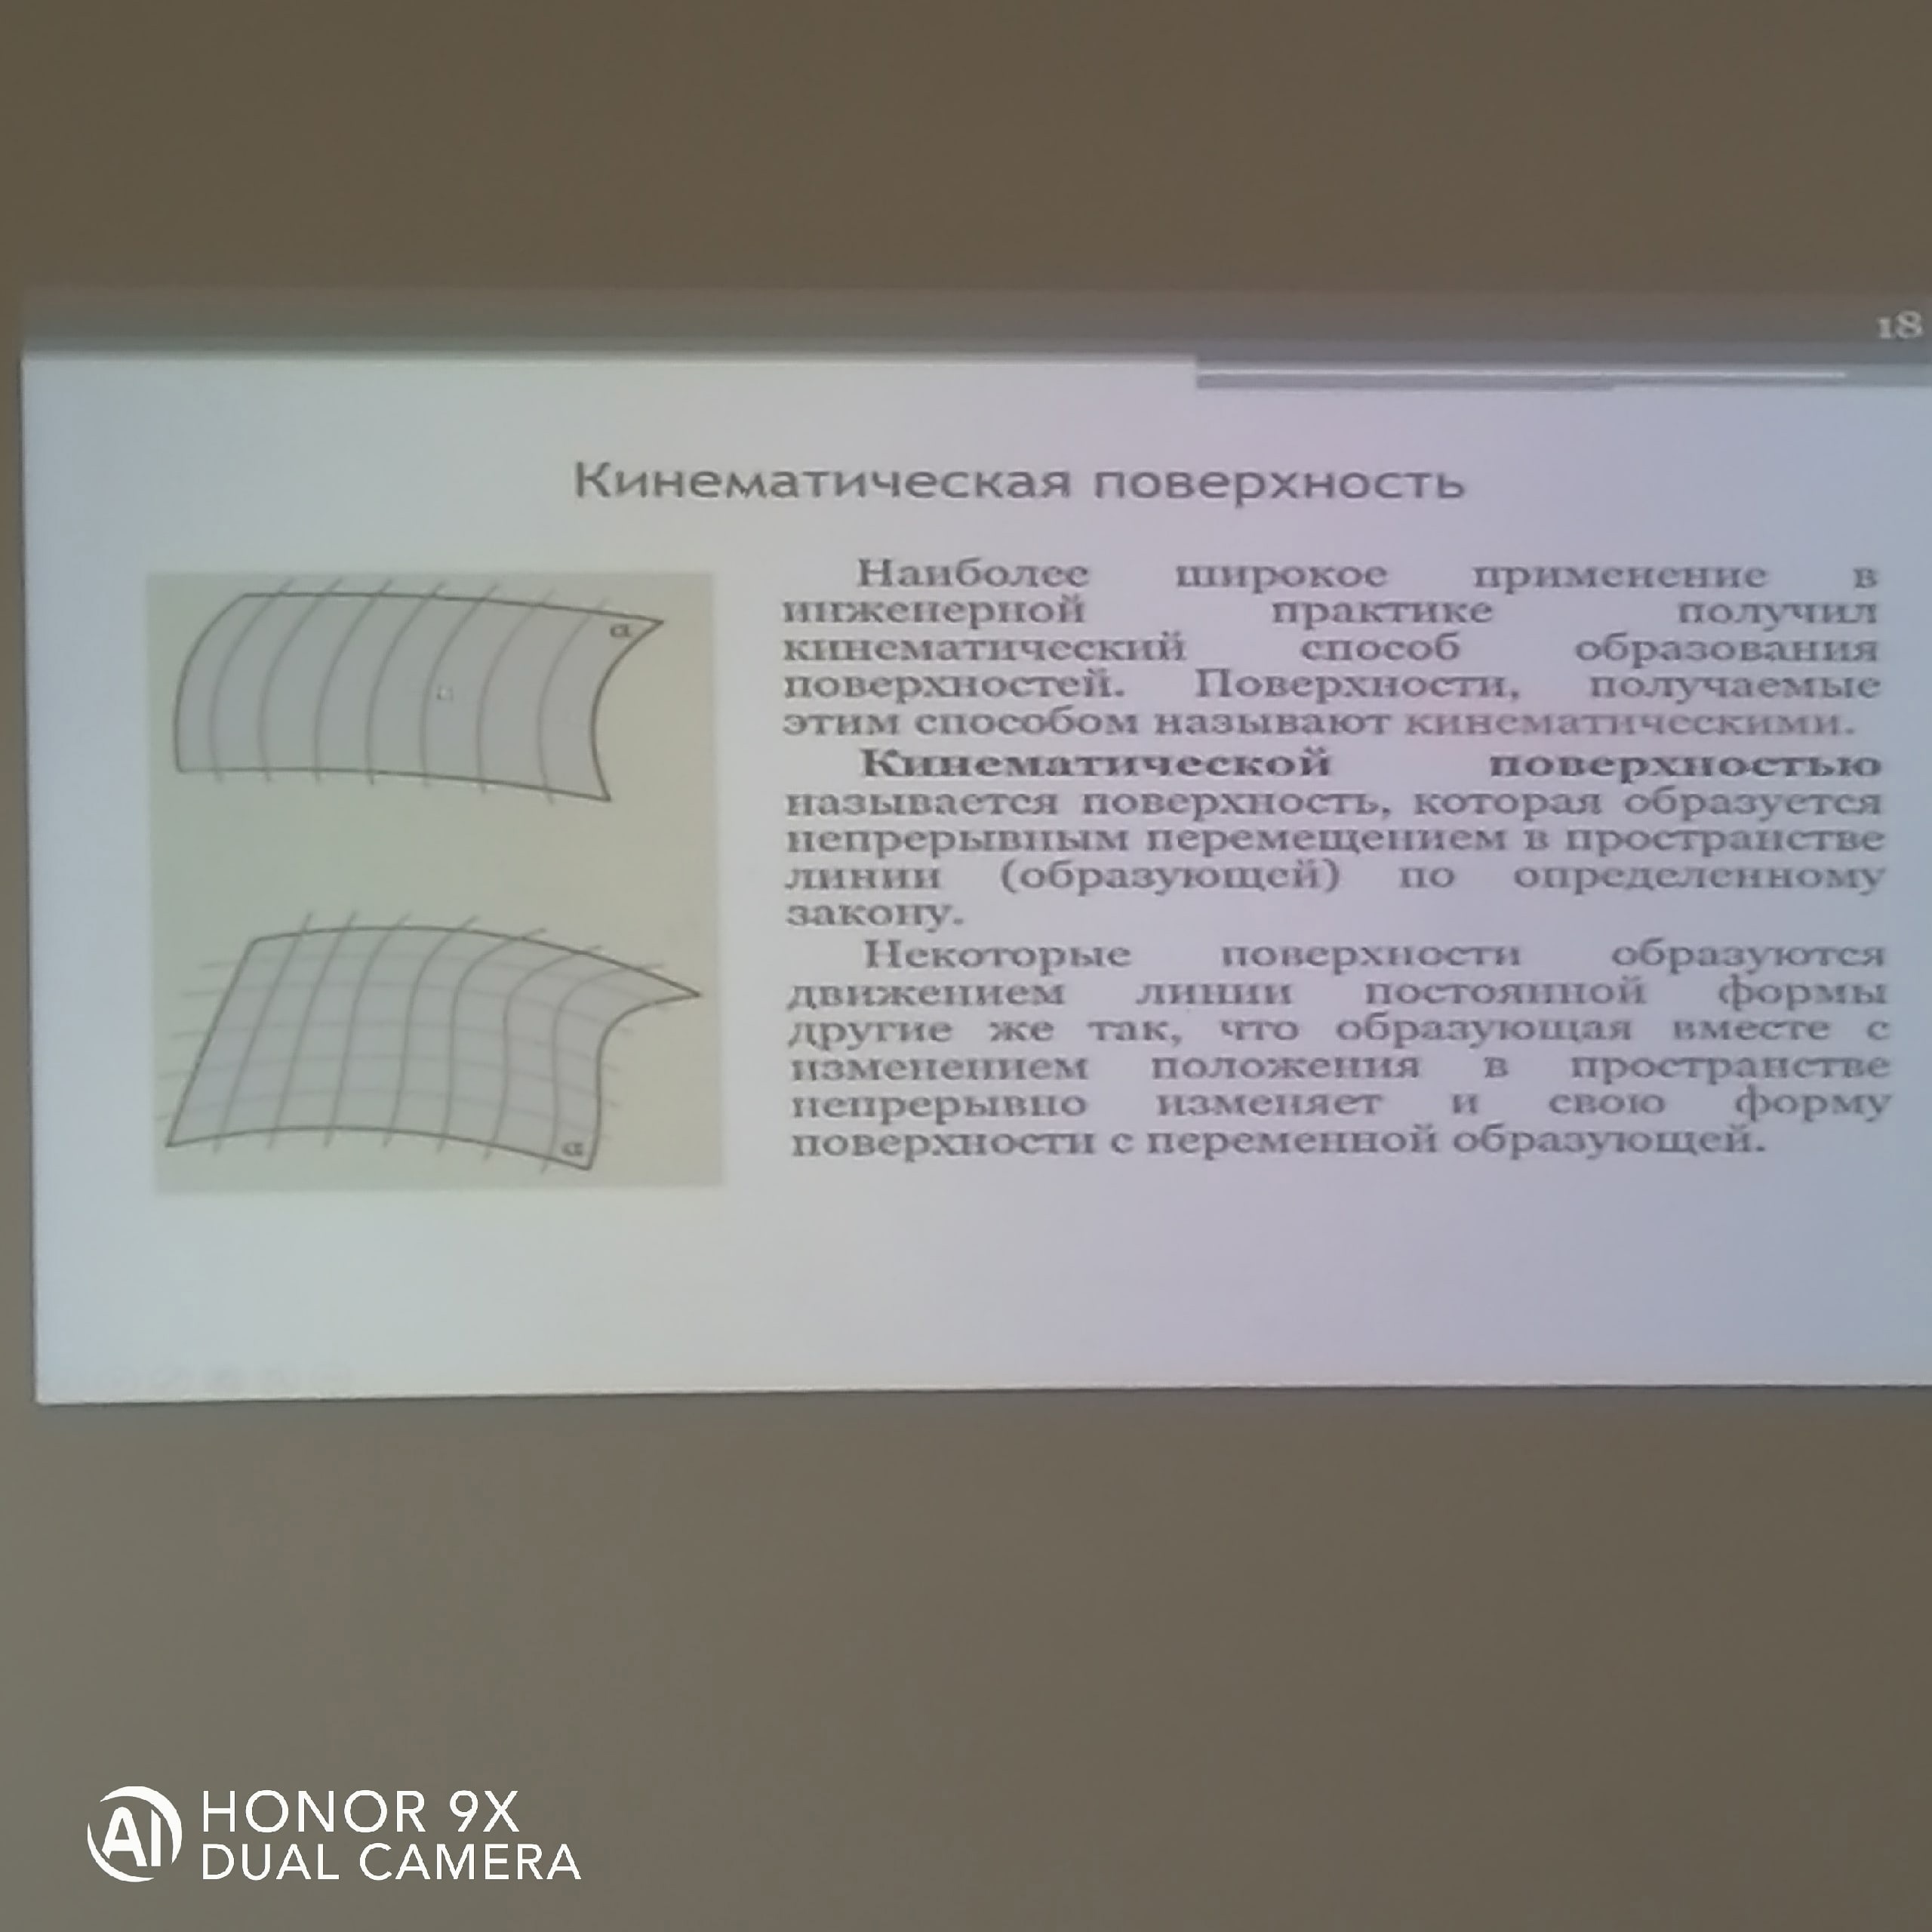 18
Кинематическая поверхность
Наиболее широкое применение в
инженерной практике получил
кинематический способ образования
поверхностей. Поверхности, получаемые
этим способом называют кинематическими.
Кинематической поверхностью
называется поверхность, которая образуется
непрерывным перемещением в пространстве
линии (образующей) по определенному
закону.
Некоторые поверхности образуются
движением линии постоянной формы
другие же так, что образующая вместе с
изменением положения в пространстве
непрерывно изменяет и свою форму
поверхности с переменной образующей.
α
α
AI HONOR 9X
DUAL CAMERA